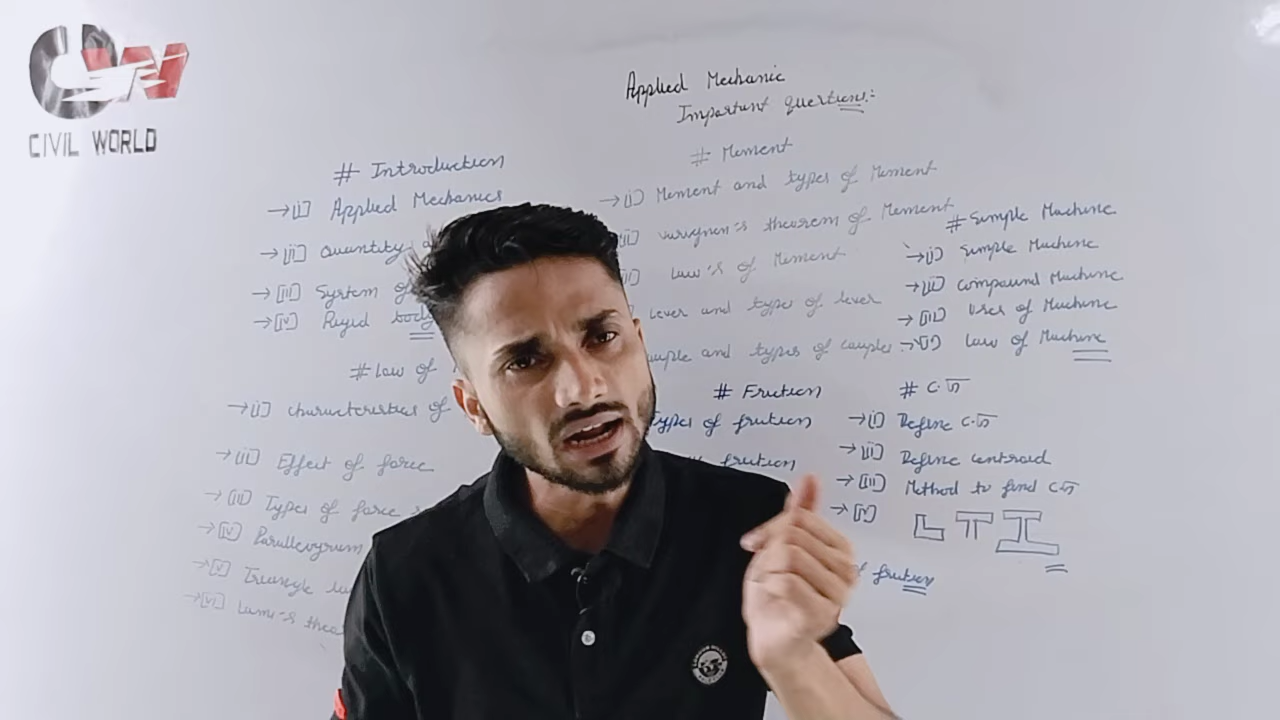 CW
CIVIL WORLD
Applied Mechanic
Important questions:-
# Introduction
→(i) Applied Mechanics
→(ii) Quantity
→(iii) System of
→(iv) Rigid body
# Law of
→(i) characteristics of
→(ii) Effect of force
→(iii) Types of force
→(iv) Parallelogram
→(v) Triangle
→(vi) Lami's theo
# Moment
→(i) Moment and types of Moment
varignon's theorem of Moment
law's of Moment
lever and type of lever
couple and types of couple
# Friction
Types of friction
friction
of friction
# Simple Machine
→(i) Simple Machine
→(ii) compound Machine
→(iii) Uses of Machine
→(iv) law of Machine
# C.G
→(i) Define C.G
→(ii) Define centroid
→(iii) Method to find C.G
→(iv) L T I